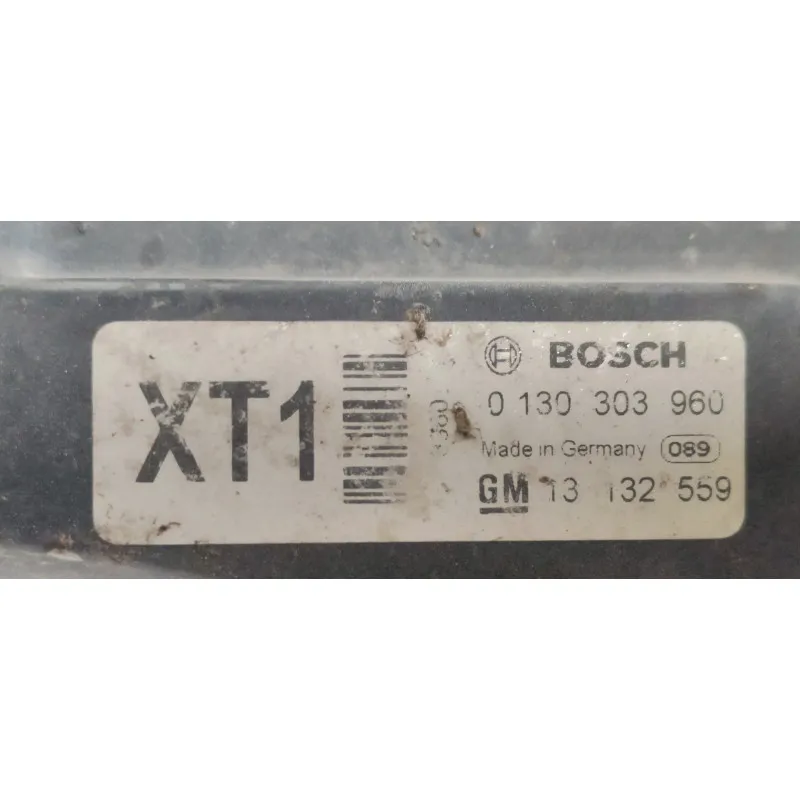 XT1
BOSCH
0 130 303 960
Made in Germany 089
GM 13 132 559